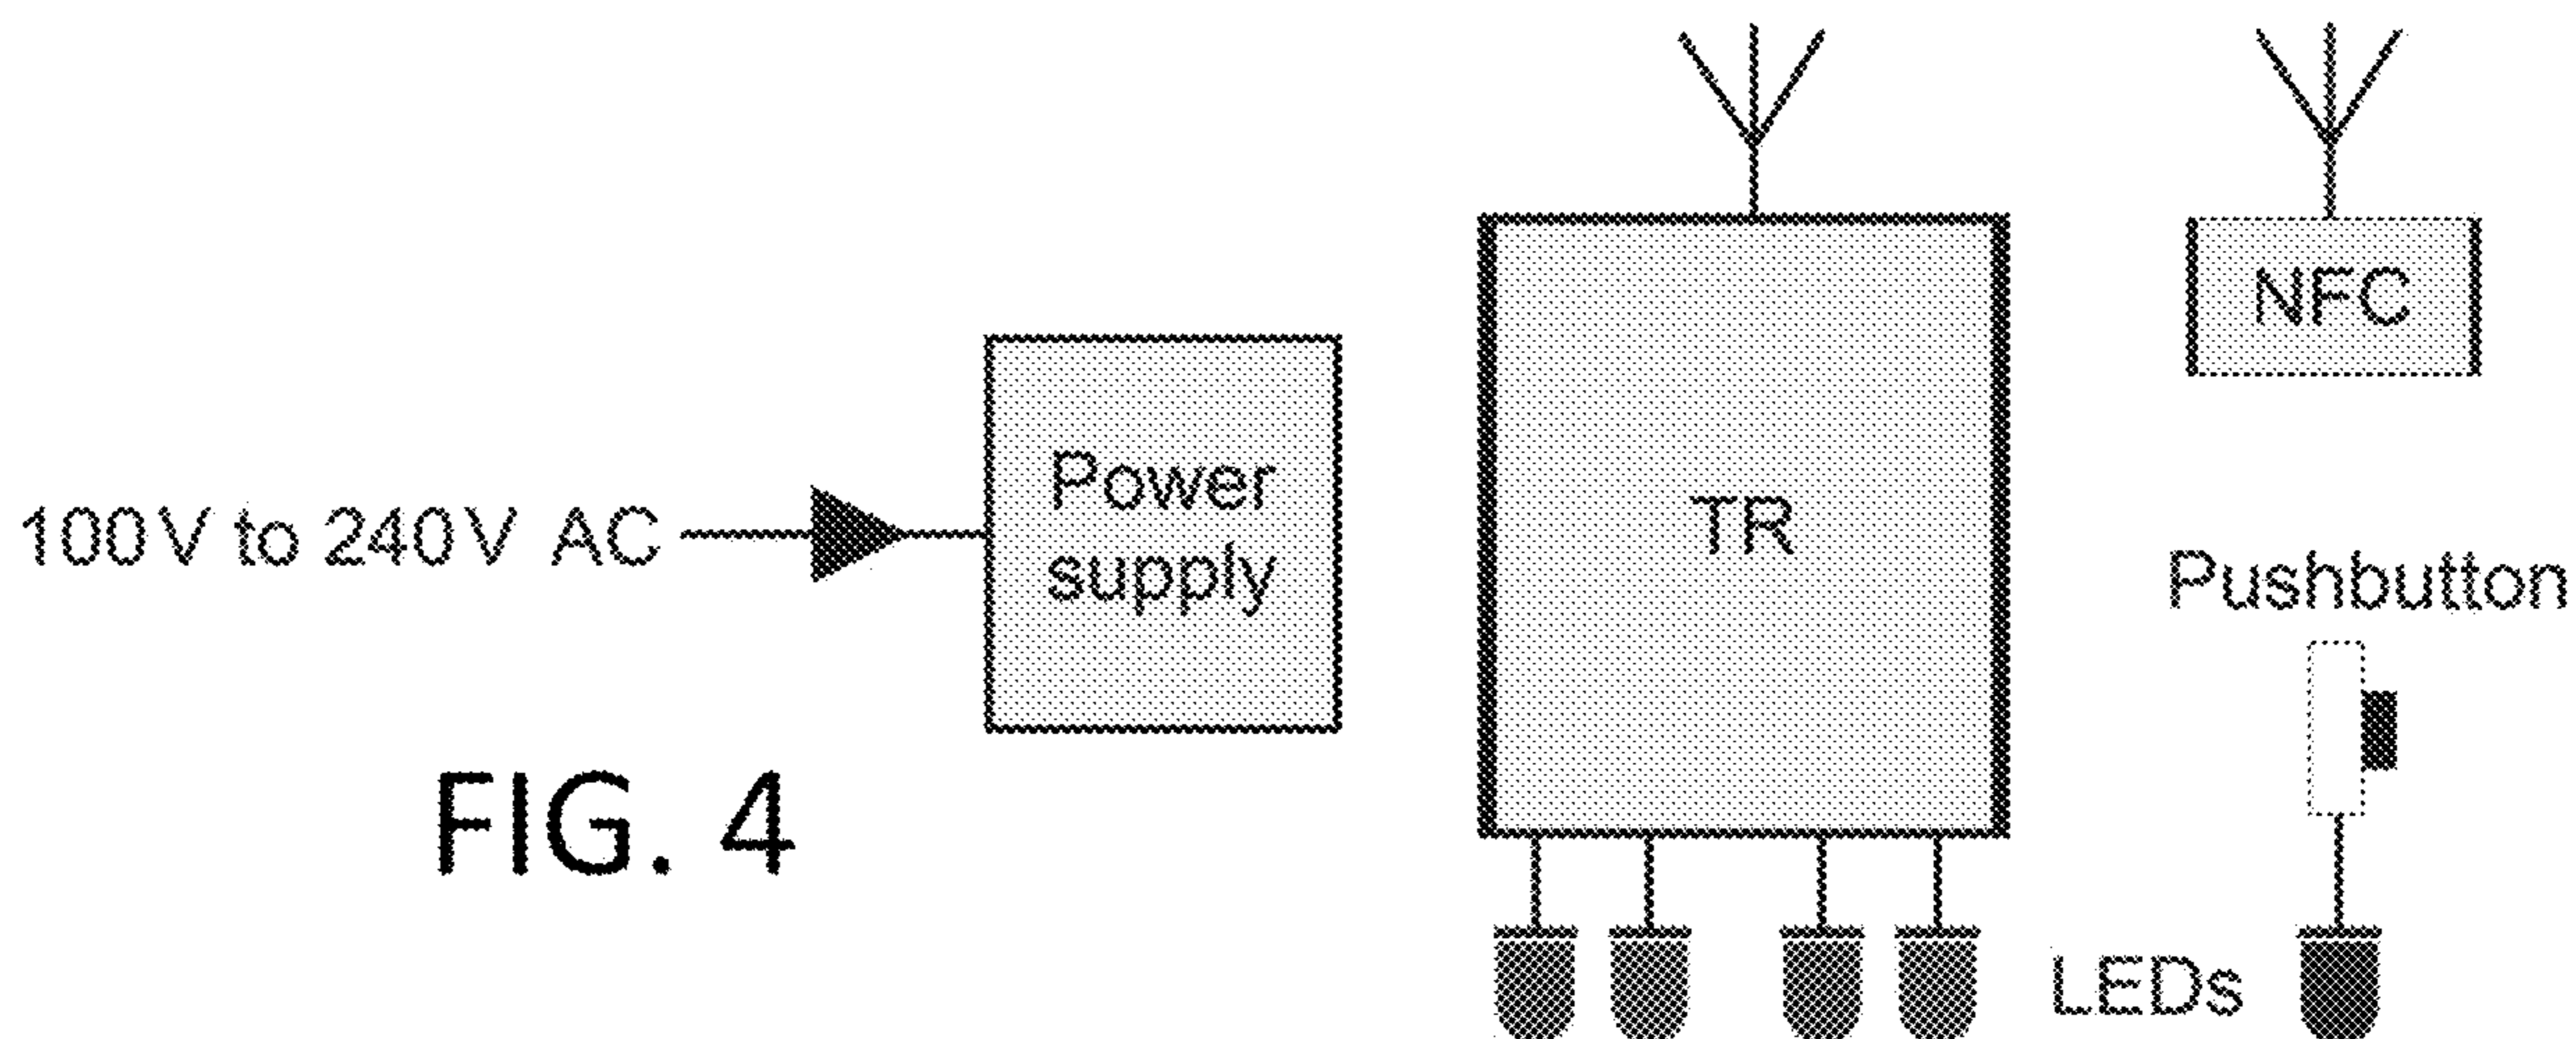 100V to 240V AC
Power
supply
TR
NFC
Pushbutton
LEDs
FIG. 4